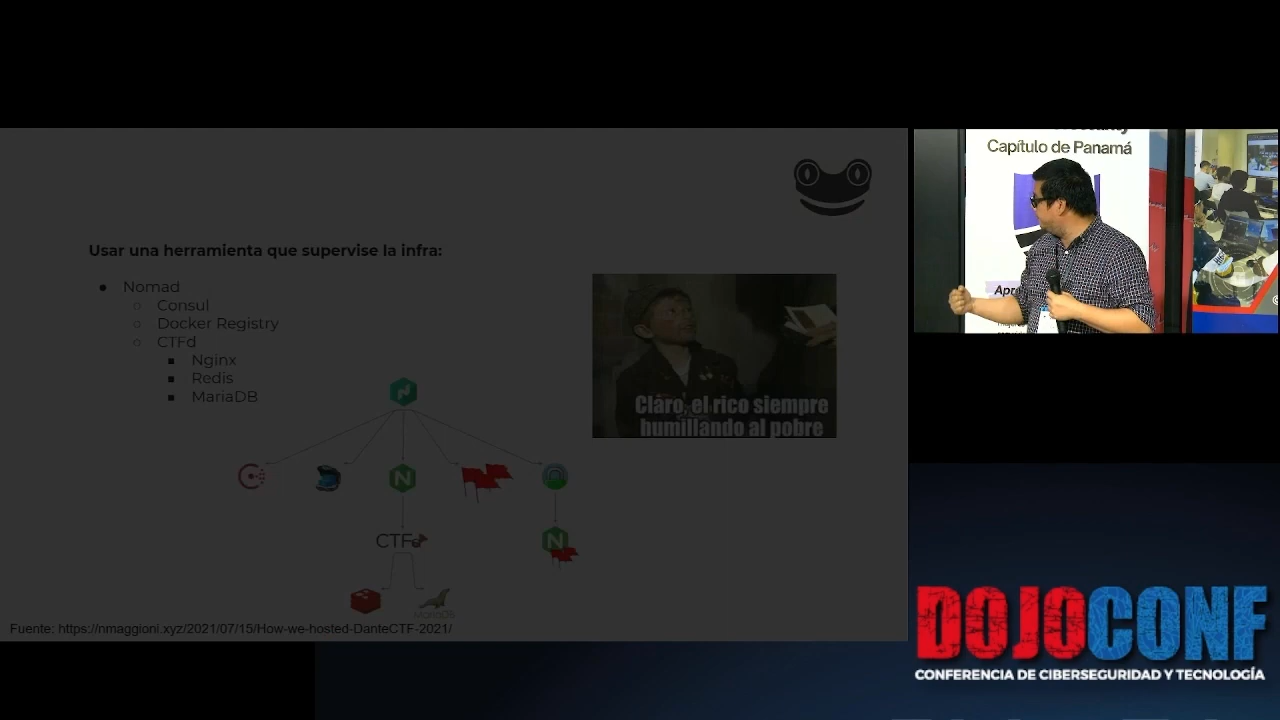 Usar una herramienta que supervise la infra:
Nomad
Consul
Docker Registry
CTFd
Nginx
Redis
MariaDB
Claro, el rico siempre
humillando al pobre
CTFd
MariaDB
Fuente: https://nmaggioni.xyz/2021/07/15/How-we-hosted-DanteCTF-2021/
Capítulo de Panamá
DOJOCONF
CONFERENCIA DE CIBERSEGURIDAD Y TECNOLOGÍA